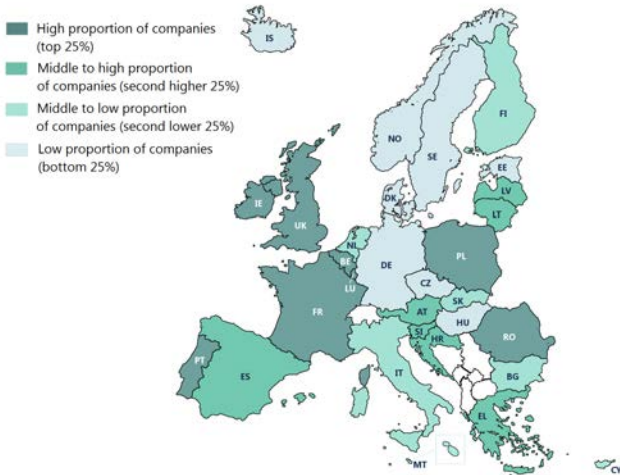 High proportion of companies
(top 25%)
Middle to high proportion
of companies (second higher 25%)
Middle to low proportion
of companies (second lower 25%)
Low proportion of companies
(bottom 25%)
IS
FI
NO
SE
EE
LV
DK
LT
IE
UK
NL
BE
DE
PL
LU
CZ
SK
FR
AT
HU
SI
HR
RO
PT
ES
IT
BG
EL
MT
CY